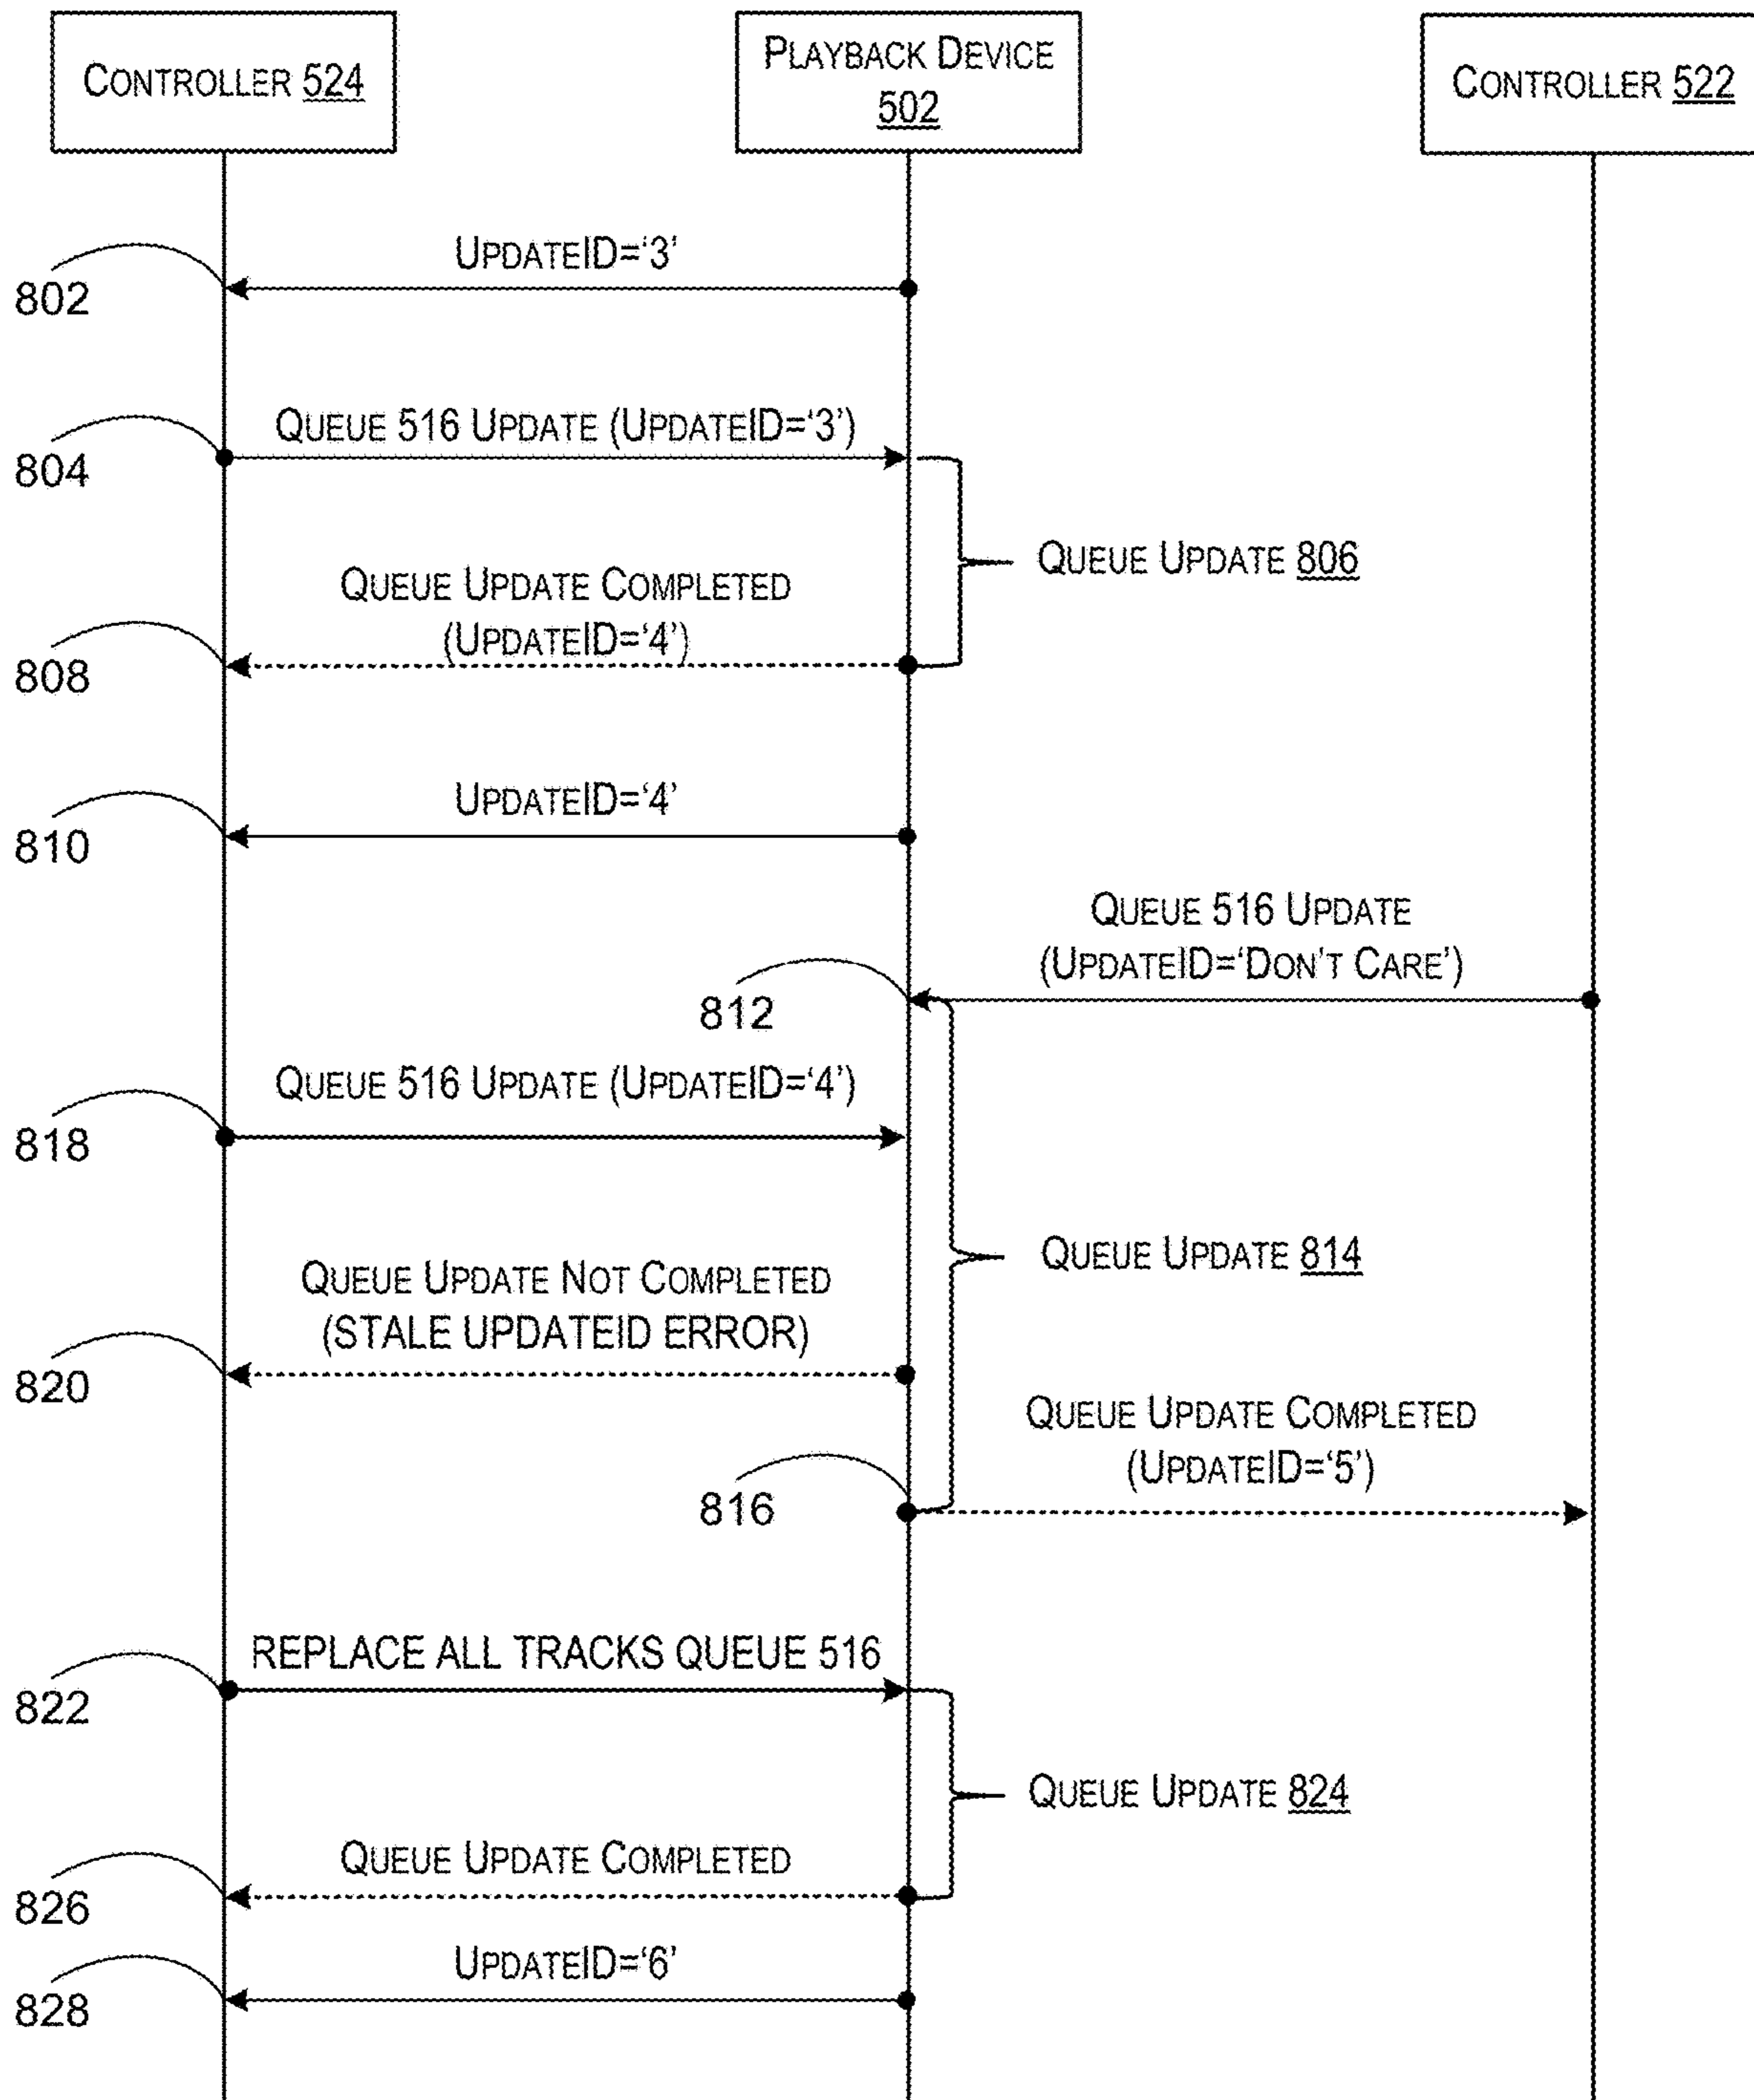 CONTROLLER 524
PLAYBACK DEVICE
502
CONTROLLER 522
UPDATEID='3'
802
QUEUE 516 UPDATE (UPDATEID='3')
804
QUEUE UPDATE 806
QUEUE UPDATE COMPLETED
(UPDATEID='4')
808
UPDATEID='4'
810
QUEUE 516 UPDATE
(UPDATEID='DON'T CARE')
812
QUEUE 516 UPDATE (UPDATEID='4')
818
QUEUE UPDATE 814
QUEUE UPDATE NOT COMPLETED
(STALE UPDATEID ERROR)
820
QUEUE UPDATE COMPLETED
(UPDATEID='5')
816
REPLACE ALL TRACKS QUEUE 516
822
QUEUE UPDATE 824
QUEUE UPDATE COMPLETED
826
UPDATEID='6'
828